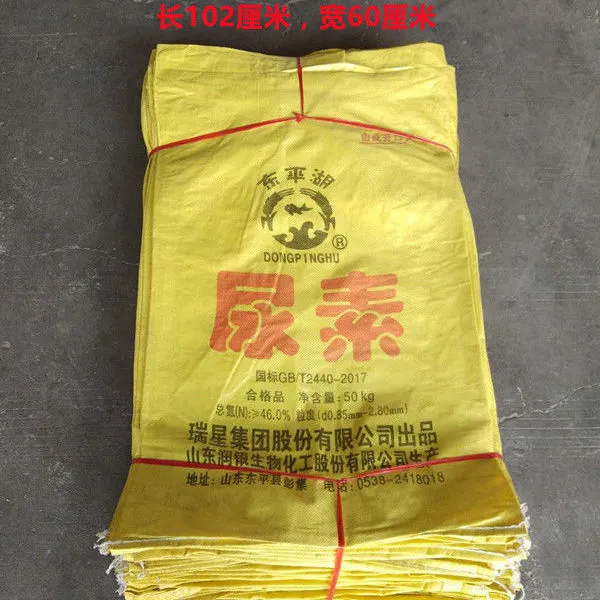 长102厘米，宽60厘米
东平湖
DONGPINGHU ®
尿素
国标GB/T2440-2017
合格品 净含量:50kg
总氮(N):≥46.0% 粒度(d0.85mm-2.80mm)
瑞星集团股份有限公司出品
山东润银生物化工股份有限公司生产
地址:山东东平县彭集 电话:0538-2418018